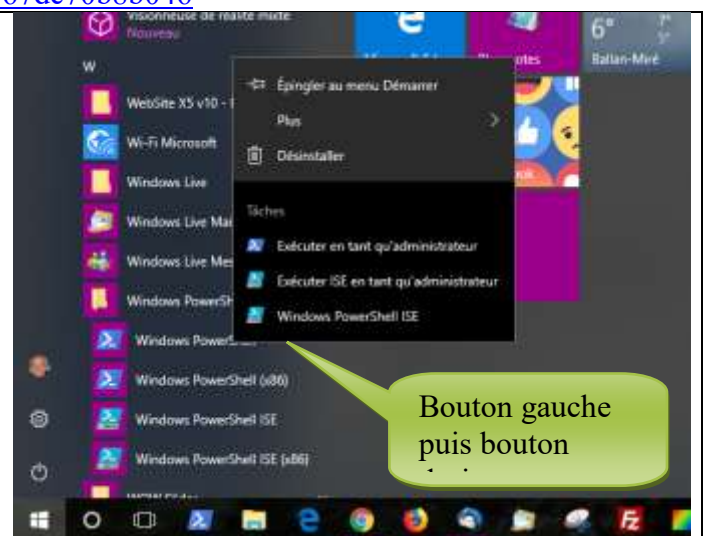 Visionneuse de réalité mixte
Nouveau
6°
Ballan-Miré
W
Épingler au menu Démarrer
Plus
Désinstaller
WebSite X5 v10 -
Wi-Fi Microsoft
Windows Live
Windows Live Mai
Windows Live Mes
Windows PowerSh
Tâches
Exécuter en tant qu'administrateur
Exécuter ISE en tant qu'administrateur
Windows PowerShell ISE
Windows Power
Windows PowerShell (x86)
Windows PowerShell ISE
Windows PowerShell ISE (x86)
Bouton gauche
puis bouton